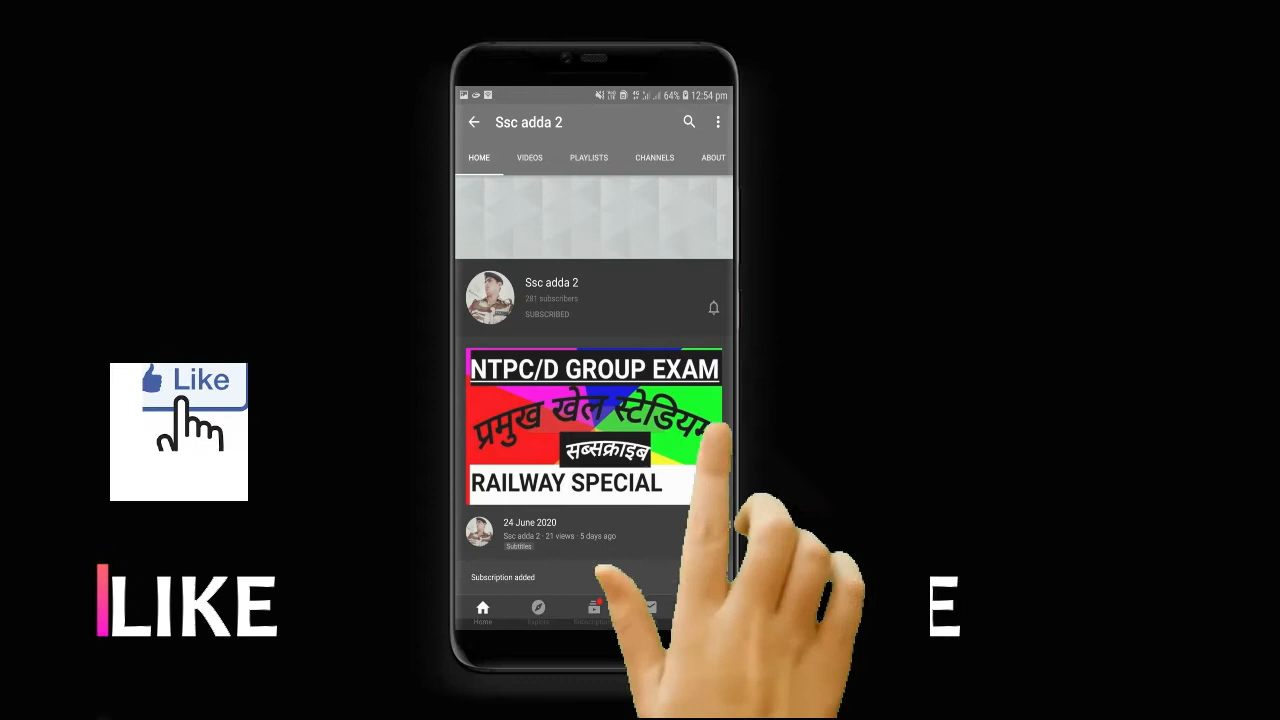 64% 12:54 pm
Ssc adda 2
HOME VIDEOS PLAYLISTS CHANNELS ABOUT
Ssc adda 2
281 subscribers
SUBSCRIBED
NTPC/D GROUP EXAM
प्रमुख खेल स्टेडियम
सब्सक्राइब
RAILWAY SPECIAL
24 June 2020
Ssc adda 2 · 21 views · 5 days ago
Subtitles
Subscription added
Home Explore
Like
LIKE
E